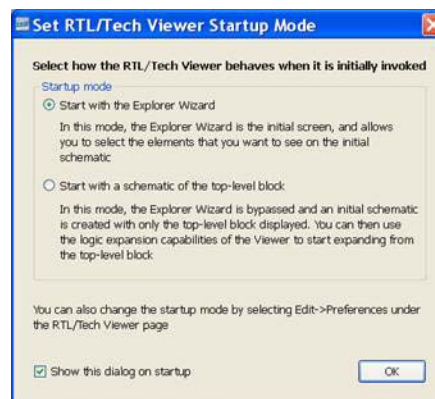 Set RTL/Tech Viewer Startup Mode
Select how the RTL/Tech Viewer behaves when it is initially invoked
Startup mode
Start with the Explorer Wizard
In this mode, the Explorer Wizard is the initial screen, and allows
you to select the elements that you want to see on the initial
schematic
Start with a schematic of the top-level block
In this mode, the Explorer Wizard is bypassed and an initial schematic
is created with only the top-level block displayed. You can then use
the logic expansion capabilities of the Viewer to start expanding from
the top-level block
You can also change the startup mode by selecting Edit->Preferences under
the RTL/Tech Viewer page
Show this dialog on startup
OK